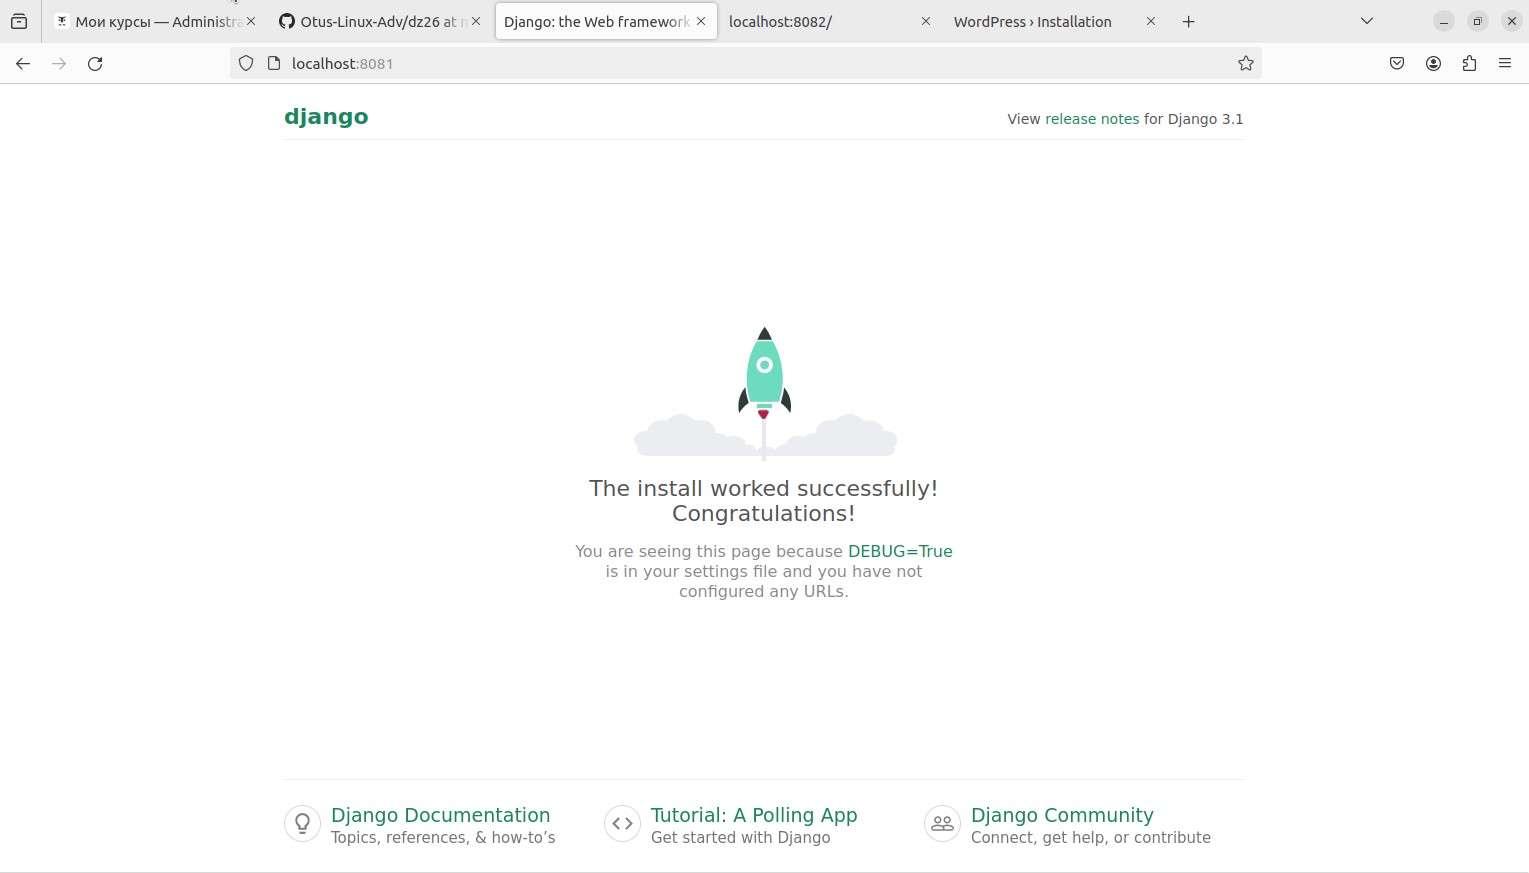 Мои курсы — Administra
Otus-Linux-Adv/dz26 at
Django: the Web framework
localhost:8082/
WordPress › Installation
localhost:8081
django
View release notes for Django 3.1
The install worked successfully!
Congratulations!
You are seeing this page because DEBUG=True
is in your settings file and you have not
configured any URLs.
Django Documentation
Topics, references, & how-to’s
Tutorial: A Polling App
Get started with Django
Django Community
Connect, get help, or contribute